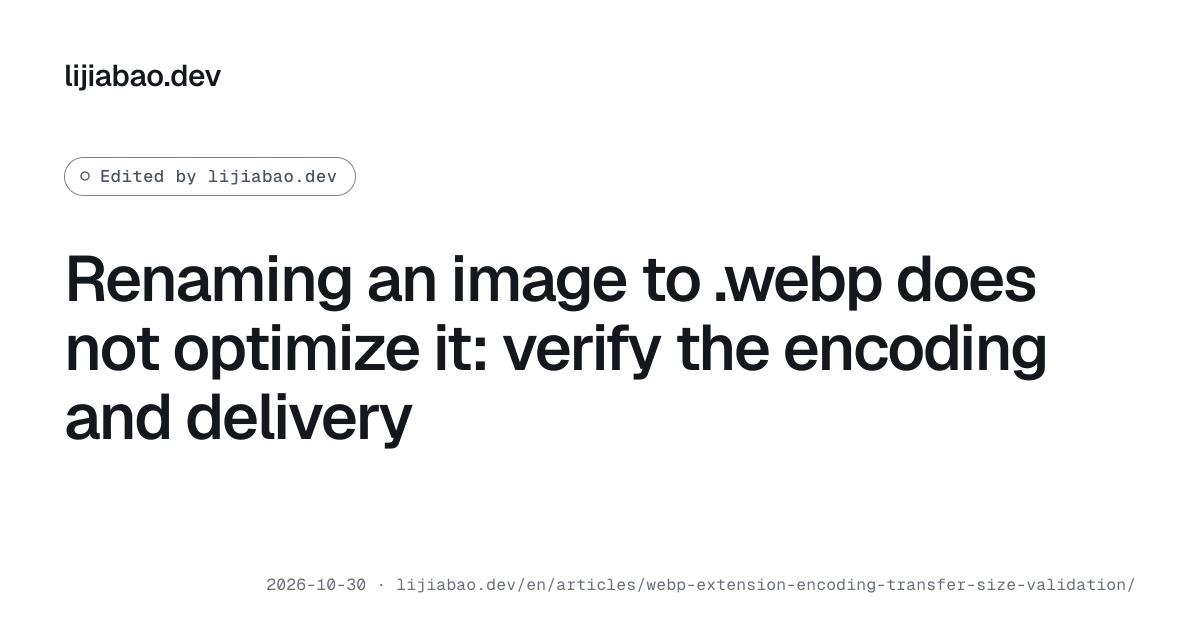 lijiabao.dev
Edited by lijiabao.dev
Renaming an image to .webp does
not optimize it: verify the encoding
and delivery
2026-10-30 · lijiabao.dev/en/articles/webp-extension-encoding-transfer-size-validation/